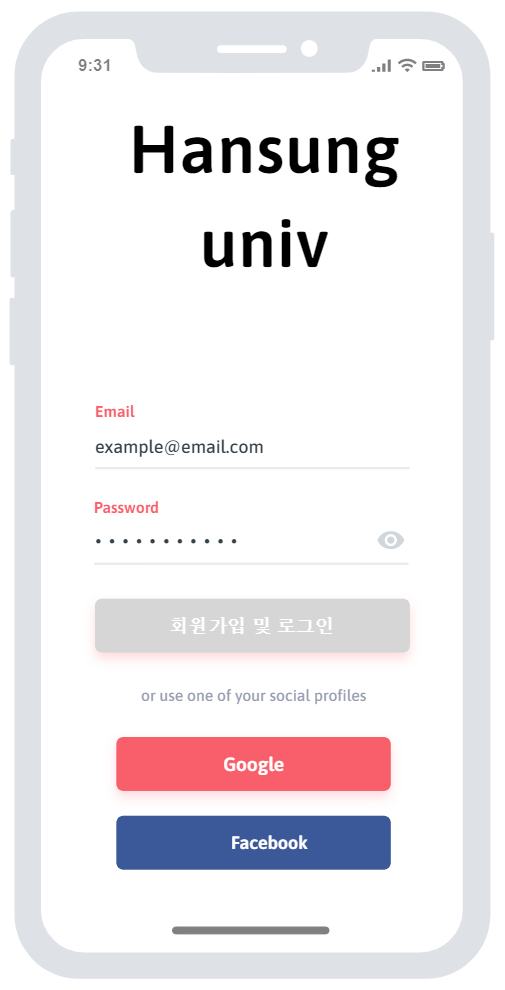 9:31
Hansung
univ
Email
example@email.com
Password
• • • • • • • • • • •
회원가입 및 로그인
or use one of your social profiles
Google
Facebook